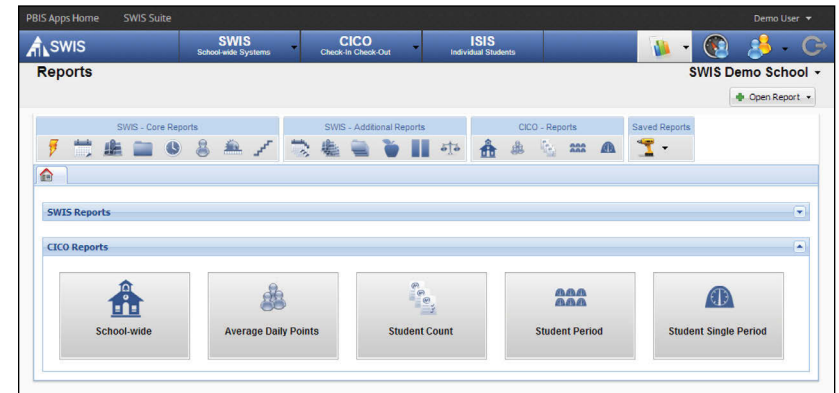 PBIS Apps Home SWIS Suite Demo User
SWIS SWIS CICO ISIS
School-wide Systems Check-In Check-Out Individual Students
Reports SWIS Demo School
Open Report
SWIS - Core Reports SWIS - Additional Reports CICO - Reports Saved Reports
SWIS Reports
CICO Reports
School-wide Average Daily Points Student Count Student Period Student Single Period